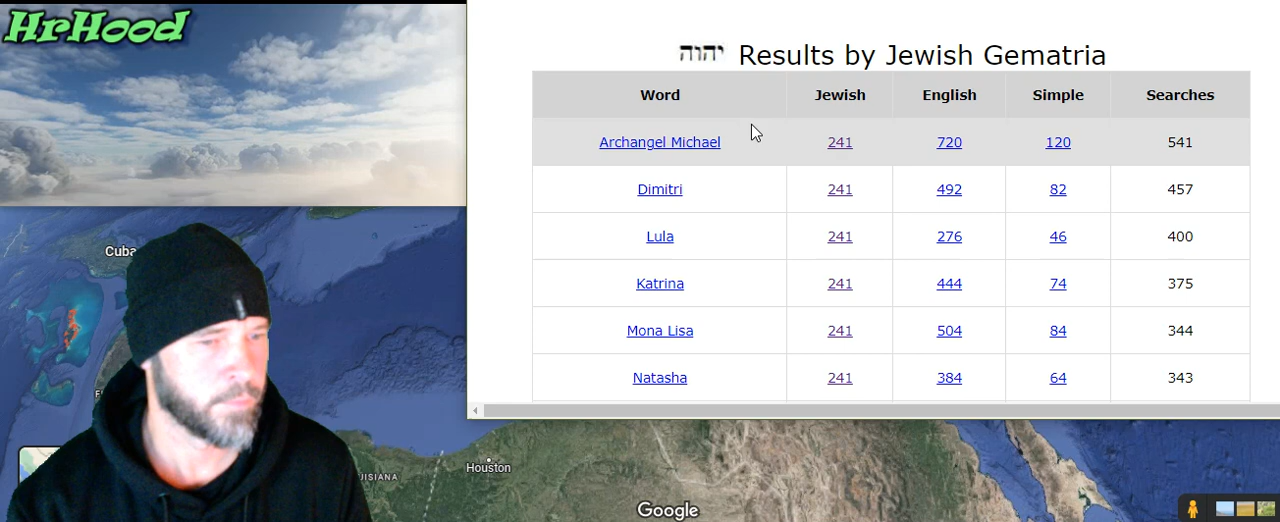 HrHood
יהוה Results by Jewish Gematria
Word Jewish English Simple Searches
Archangel Michael 241 720 120 541
Dimitri 241 492 82 457
Lula 241 276 46 400
Katrina 241 444 74 375
Mona Lisa 241 504 84 344
Natasha 241 384 64 343
Cuba
Houston
Google